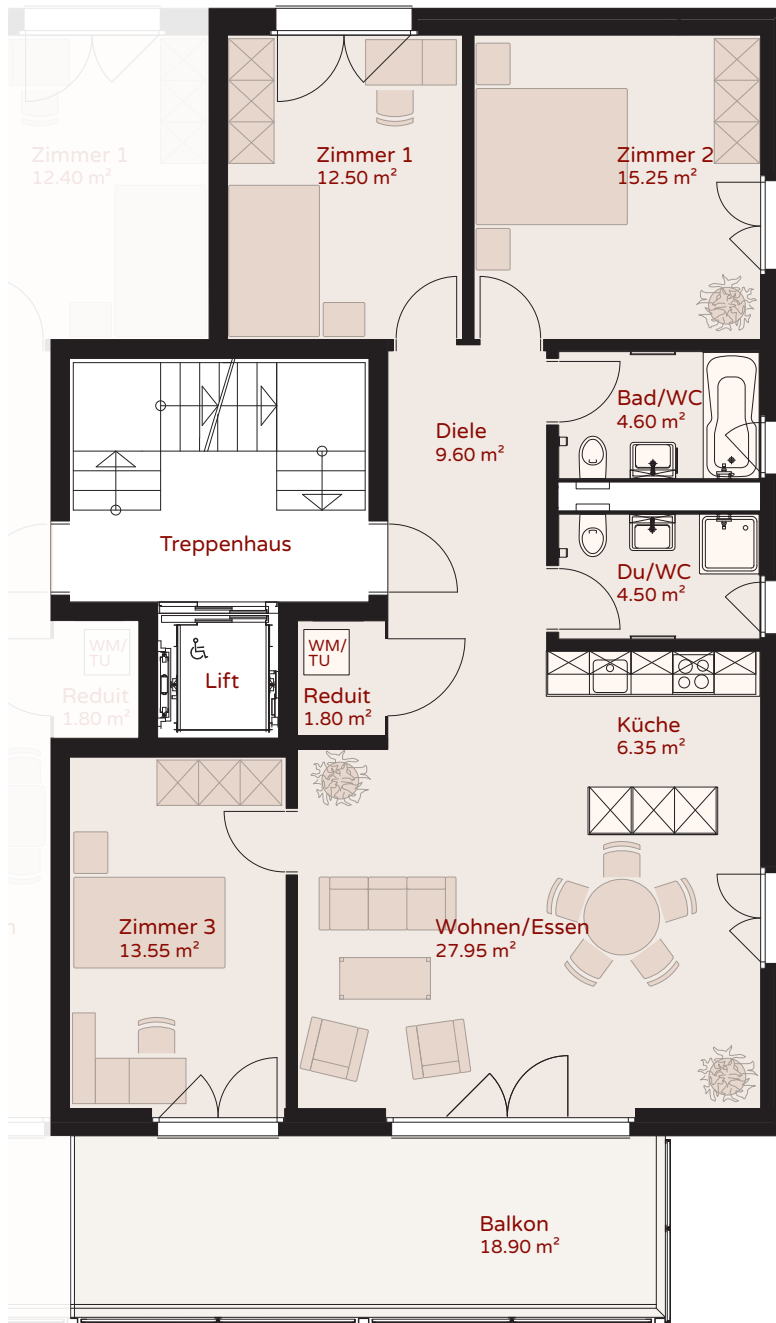 Zimmer 1
12.40 m²
Zimmer 1
12.50 m²
Zimmer 2
15.25 m²
Bad/WC
4.60 m²
Diele
9.60 m²
Treppenhaus
Du/WC
4.50 m²
WM/
TU
Reduit
1.80 m²
Lift
WM/
TU
Reduit
1.80 m²
Küche
6.35 m²
Zimmer 3
13.55 m²
Wohnen/Essen
27.95 m²
Balkon
18.90 m²